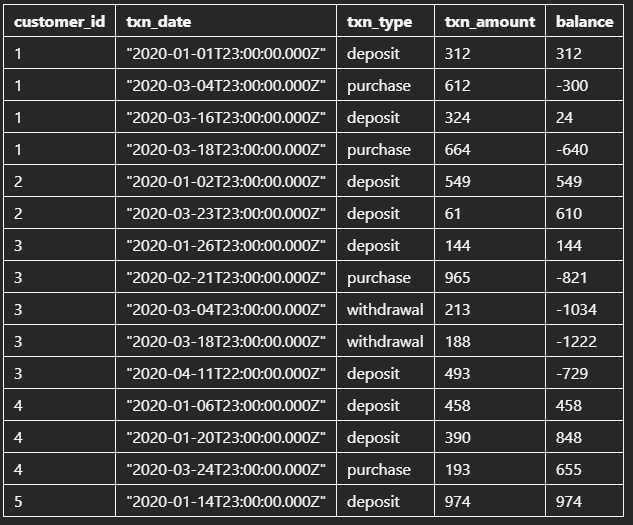 customer_id txn_date txn_type txn_amount balance
1 "2020-01-01T23:00:00.000Z" deposit 312 312
1 "2020-03-04T23:00:00.000Z" purchase 612 -300
1 "2020-03-16T23:00:00.000Z" deposit 324 24
1 "2020-03-18T23:00:00.000Z" purchase 664 -640
2 "2020-01-02T23:00:00.000Z" deposit 549 549
2 "2020-03-23T23:00:00.000Z" deposit 61 610
3 "2020-01-26T23:00:00.000Z" deposit 144 144
3 "2020-02-21T23:00:00.000Z" purchase 965 -821
3 "2020-03-04T23:00:00.000Z" withdrawal 213 -1034
3 "2020-03-18T23:00:00.000Z" withdrawal 188 -1222
3 "2020-04-11T22:00:00.000Z" deposit 493 -729
4 "2020-01-06T23:00:00.000Z" deposit 458 458
4 "2020-01-20T23:00:00.000Z" deposit 390 848
4 "2020-03-24T23:00:00.000Z" purchase 193 655
5 "2020-01-14T23:00:00.000Z" deposit 974 974